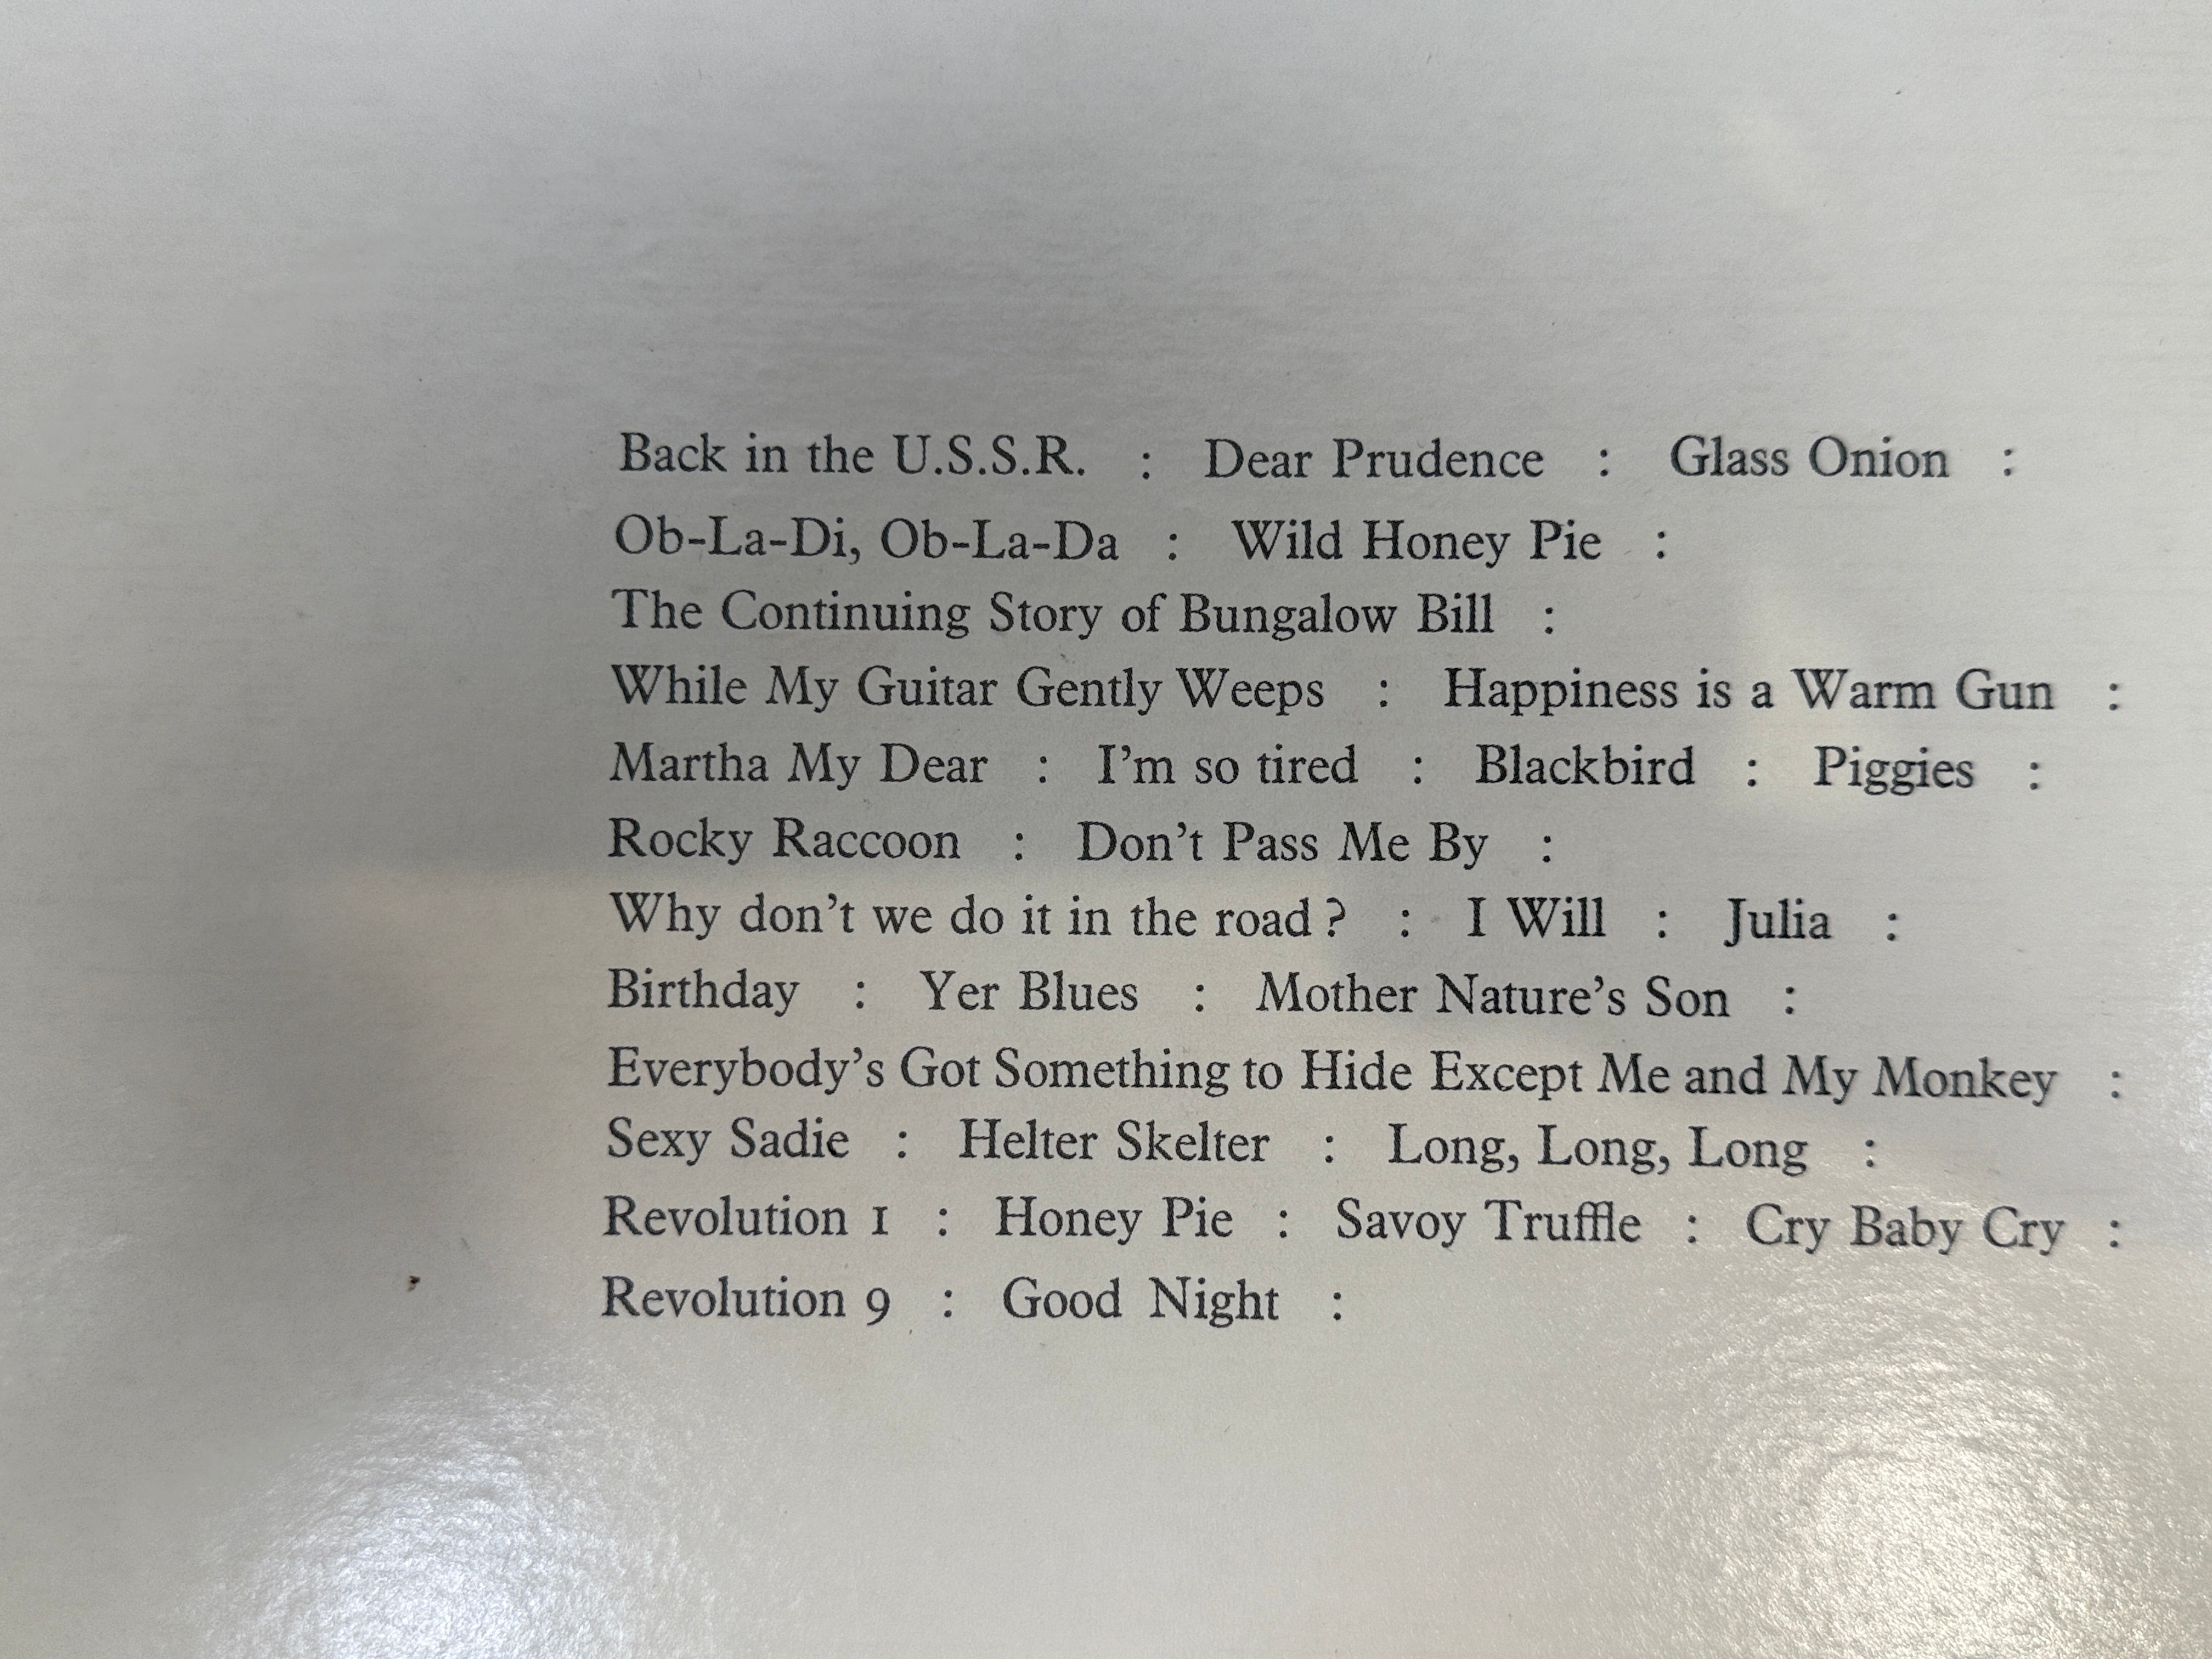 Back in the U.S.S.R. : Dear Prudence : Glass Onion :
Ob-La-Di, Ob-La-Da : Wild Honey Pie :
The Continuing Story of Bungalow Bill :
While My Guitar Gently Weeps : Happiness is a Warm Gun :
Martha My Dear : I’m so tired : Blackbird : Piggies :
Rocky Raccoon : Don’t Pass Me By :
Why don’t we do it in the road? : I Will : Julia :
Birthday : Yer Blues : Mother Nature’s Son :
Everybody’s Got Something to Hide Except Me and My Monkey :
Sexy Sadie : Helter Skelter : Long, Long, Long :
Revolution 1 : Honey Pie : Savoy Truffle : Cry Baby Cry :
Revolution 9 : Good Night :